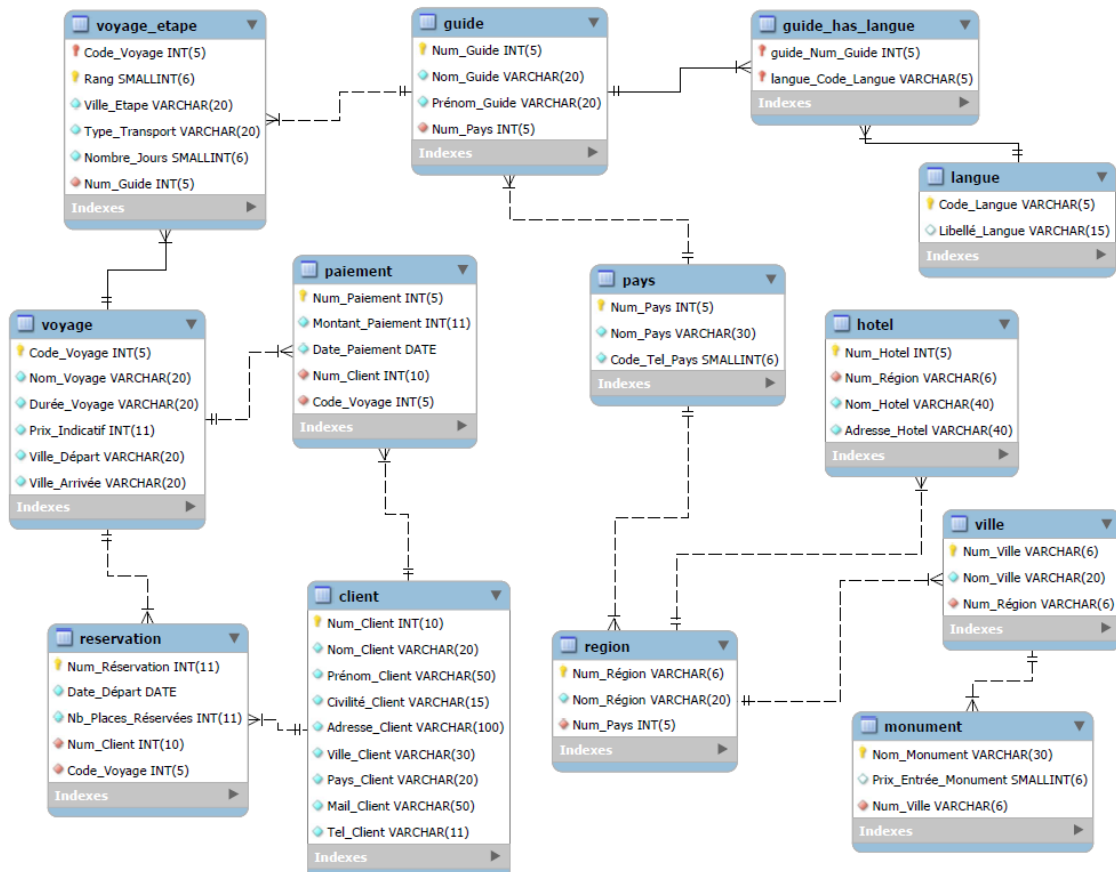 voyage_etape
Code_Voyage INT(5)
Rang SMALLINT(6)
Ville_Etape VARCHAR(20)
Type_Transport VARCHAR(20)
Nombre_Jours SMALLINT(6)
Num_Guide INT(5)
Indexes
guide
Num_Guide INT(5)
Nom_Guide VARCHAR(20)
Prénom_Guide VARCHAR(20)
Num_Pays INT(5)
Indexes
guide_has_langue
guide_Num_Guide INT(5)
langue_Code_Langue VARCHAR(5)
Indexes
langue
Code_Langue VARCHAR(5)
Libellé_Langue VARCHAR(15)
Indexes
voyage
Code_Voyage INT(5)
Nom_Voyage VARCHAR(20)
Durée_Voyage VARCHAR(20)
Prix_Indicatif INT(11)
Ville_Départ VARCHAR(20)
Ville_Arrivée VARCHAR(20)
Indexes
paiement
Num_Paiement INT(5)
Montant_Paiement INT(11)
Date_Paiement DATE
Num_Client INT(10)
Code_Voyage INT(5)
Indexes
pays
Num_Pays INT(5)
Nom_Pays VARCHAR(30)
Code_Tel_Pays SMALLINT(6)
Indexes
hotel
Num_Hotel INT(5)
Num_Région VARCHAR(6)
Nom_Hotel VARCHAR(40)
Adresse_Hotel VARCHAR(40)
Indexes
ville
Num_Ville VARCHAR(6)
Nom_Ville VARCHAR(20)
Num_Région VARCHAR(6)
Indexes
reservation
Num_Réservation INT(11)
Date_Départ DATE
Nb_Places_Réservées INT(11)
Num_Client INT(10)
Code_Voyage INT(5)
Indexes
client
Num_Client INT(10)
Nom_Client VARCHAR(20)
Prénom_Client VARCHAR(50)
Civilité_Client VARCHAR(15)
Adresse_Client VARCHAR(100)
Ville_Client VARCHAR(30)
Pays_Client VARCHAR(20)
Mail_Client VARCHAR(50)
Tel_Client VARCHAR(11)
Indexes
region
Num_Région VARCHAR(6)
Nom_Région VARCHAR(20)
Num_Pays INT(5)
Indexes
monument
Nom_Monument VARCHAR(30)
Prix_Entrée_Monument SMALLINT(6)
Num_Ville VARCHAR(6)
Indexes